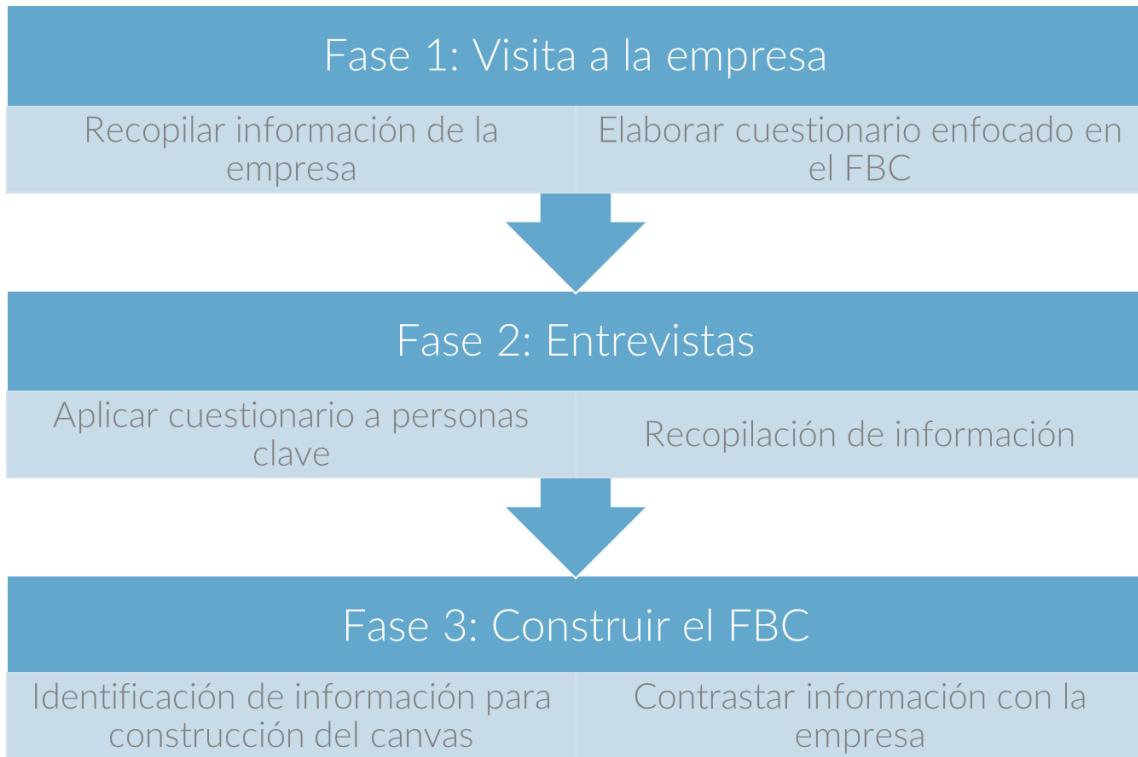 Fase 1: Visita a la empresa
Recopilar información de la
empresa
Elaborar cuestionario enfocado en
el FBC
Fase 2: Entrevistas
Aplicar cuestionario a personas
clave
Recopilación de información
Fase 3: Construir el FBC
Identificación de información para
construcción del canvas
Contrastar información con la
empresa